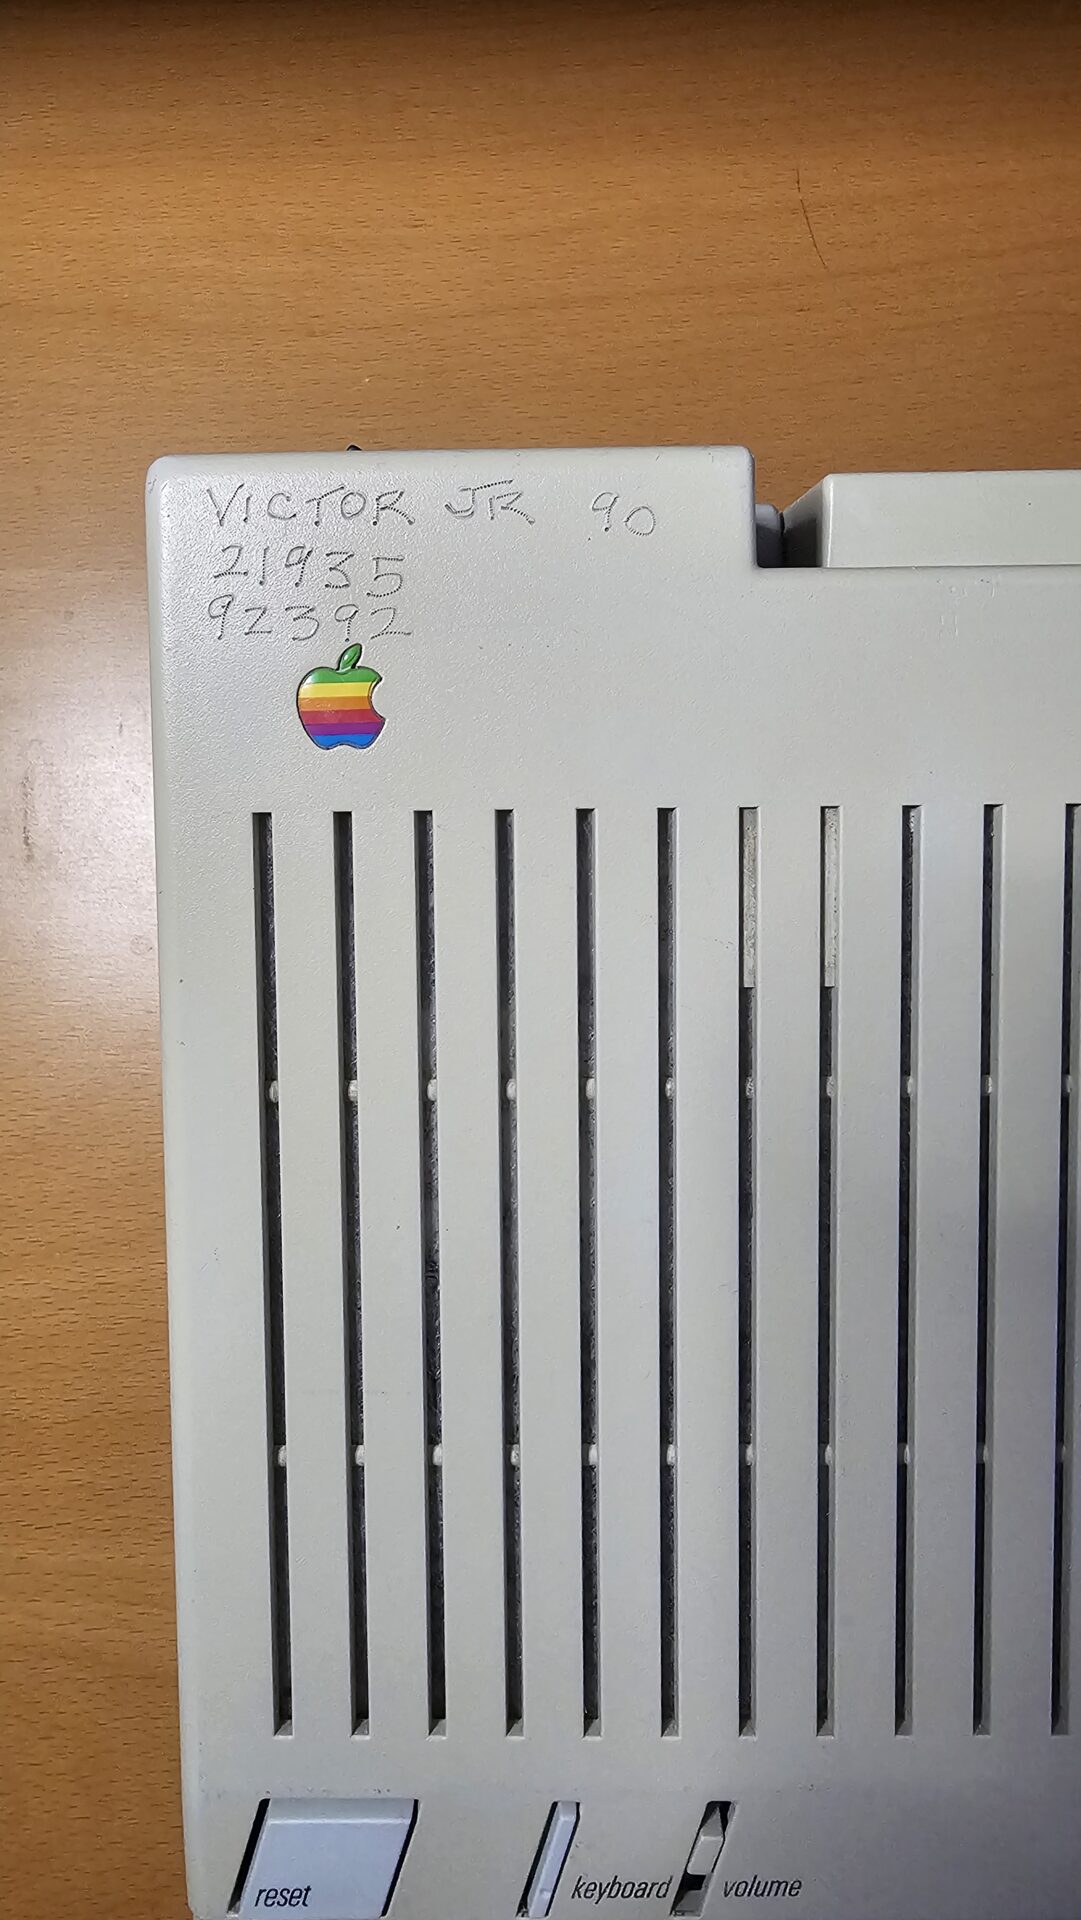 VICTOR JR 90
21935
92392
reset keyboard volume